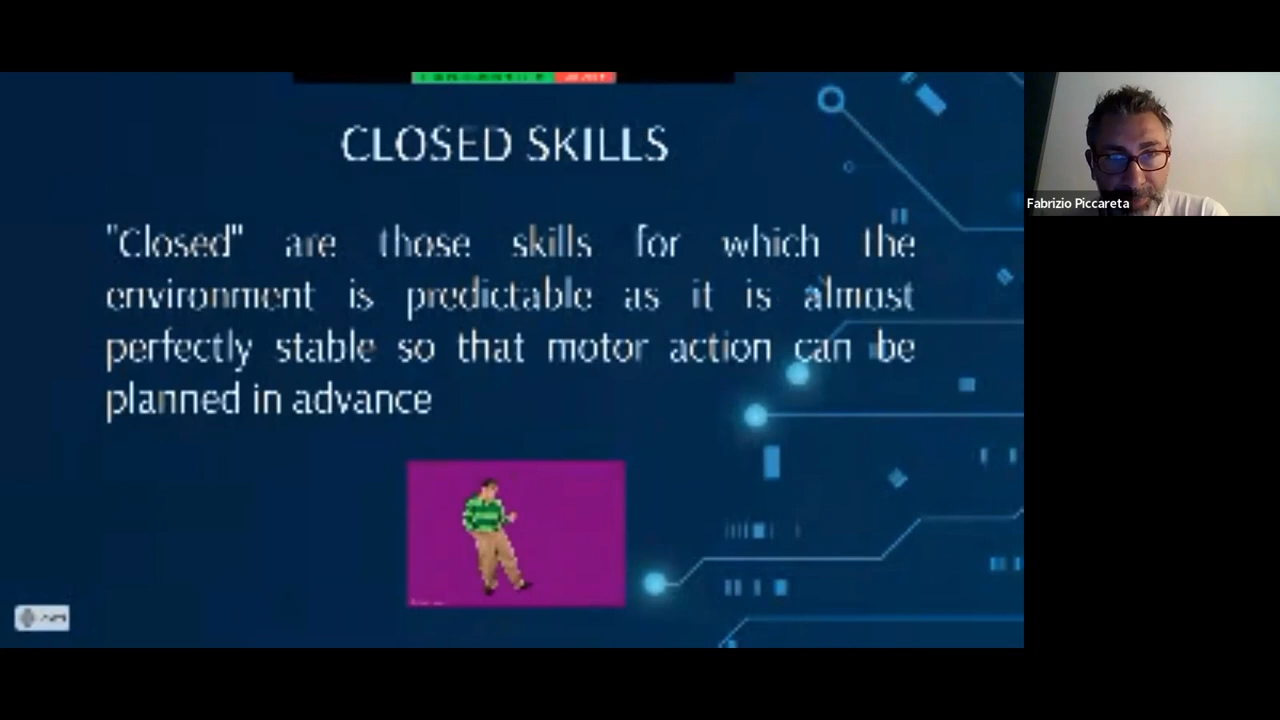 CLOSED SKILLS
"Closed" are those skills for which the
environment is predictable as it is almost
perfectly stable so that motor action can be
planned in advance
Fabrizio Piccareta